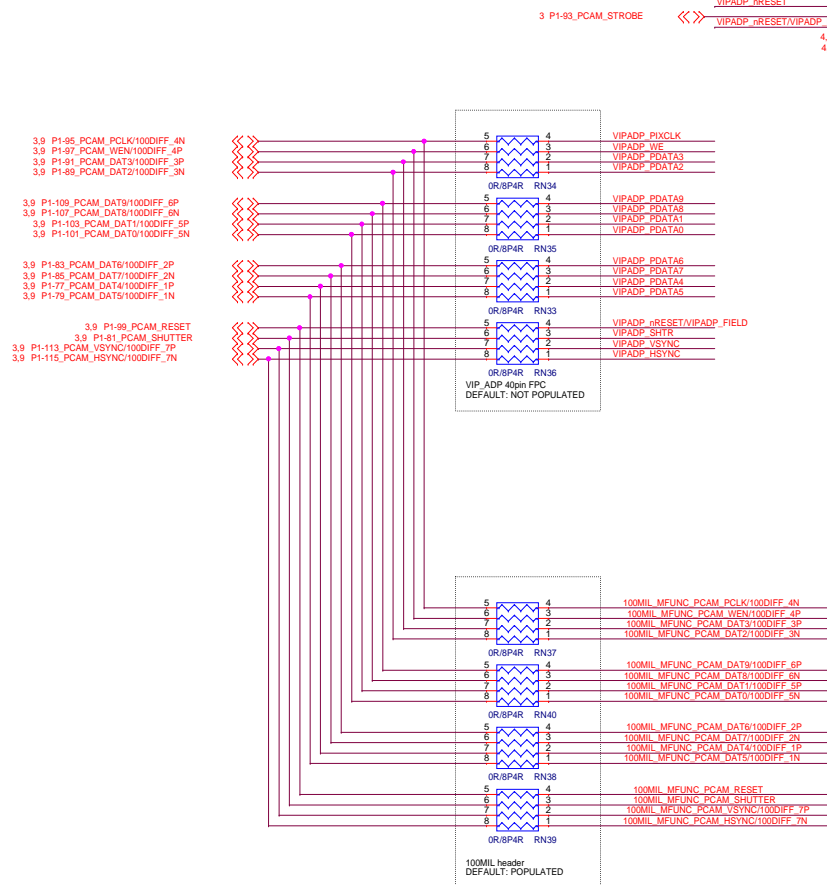 VIPADP_nRESET
3 P1-93_PCAM_STROBE
VIPADP_nRESET/VIPADP_
4,
4
3,9 P1-95_PCAM_PCLK/100DIFF_4N 5 4 VIPADP_PIXCLK
3,9 P1-97_PCAM_WEN/100DIFF_4P 6 3 VIPADP_WE
3,9 P1-91_PCAM_DAT3/100DIFF_3P 7 2 VIPADP_PDATA3
3,9 P1-89_PCAM_DAT2/100DIFF_3N 8 1 VIPADP_PDATA2
0R/8P4R RN34
3,9 P1-109_PCAM_DAT9/100DIFF_6P 5 4 VIPADP_PDATA9
3,9 P1-107_PCAM_DAT8/100DIFF_6N 6 3 VIPADP_PDATA8
3,9 P1-103_PCAM_DAT1/100DIFF_5P 7 2 VIPADP_PDATA1
3,9 P1-101_PCAM_DAT0/100DIFF_5N 8 1 VIPADP_PDATA0
0R/8P4R RN35
3,9 P1-83_PCAM_DAT6/100DIFF_2P 5 4 VIPADP_PDATA6
3,9 P1-85_PCAM_DAT7/100DIFF_2N 6 3 VIPADP_PDATA7
3,9 P1-77_PCAM_DAT4/100DIFF_1P 7 2 VIPADP_PDATA4
3,9 P1-79_PCAM_DAT5/100DIFF_1N 8 1 VIPADP_PDATA5
0R/8P4R RN33
3,9 P1-99_PCAM_RESET 5 4 VIPADP_nRESET/VIPADP_FIELD
3,9 P1-81_PCAM_SHUTTER 6 3 VIPADP_SHTR
3,9 P1-113_PCAM_VSYNC/100DIFF_7P 7 2 VIPADP_VSYNC
3,9 P1-115_PCAM_HSYNC/100DIFF_7N 8 1 VIPADP_HSYNC
0R/8P4R RN36
VIP_ADP 40pin FPC
DEFAULT: NOT POPULATED
5 4 100MIL_MFUNC_PCAM_PCLK/100DIFF_4N
6 3 100MIL_MFUNC_PCAM_WEN/100DIFF_4P
7 2 100MIL_MFUNC_PCAM_DAT3/100DIFF_3P
8 1 100MIL_MFUNC_PCAM_DAT2/100DIFF_3N
0R/8P4R RN37
5 4 100MIL_MFUNC_PCAM_DAT9/100DIFF_6P
6 3 100MIL_MFUNC_PCAM_DAT8/100DIFF_6N
7 2 100MIL_MFUNC_PCAM_DAT1/100DIFF_5P
8 1 100MIL_MFUNC_PCAM_DAT0/100DIFF_5N
0R/8P4R RN40
5 4 100MIL_MFUNC_PCAM_DAT6/100DIFF_2P
6 3 100MIL_MFUNC_PCAM_DAT7/100DIFF_2N
7 2 100MIL_MFUNC_PCAM_DAT4/100DIFF_1P
8 1 100MIL_MFUNC_PCAM_DAT5/100DIFF_1N
0R/8P4R RN38
5 4 100MIL_MFUNC_PCAM_RESET
6 3 100MIL_MFUNC_PCAM_SHUTTER
7 2 100MIL_MFUNC_PCAM_VSYNC/100DIFF_7P
8 1 100MIL_MFUNC_PCAM_HSYNC/100DIFF_7N
0R/8P4R RN39
100MIL header
DEFAULT: POPULATED